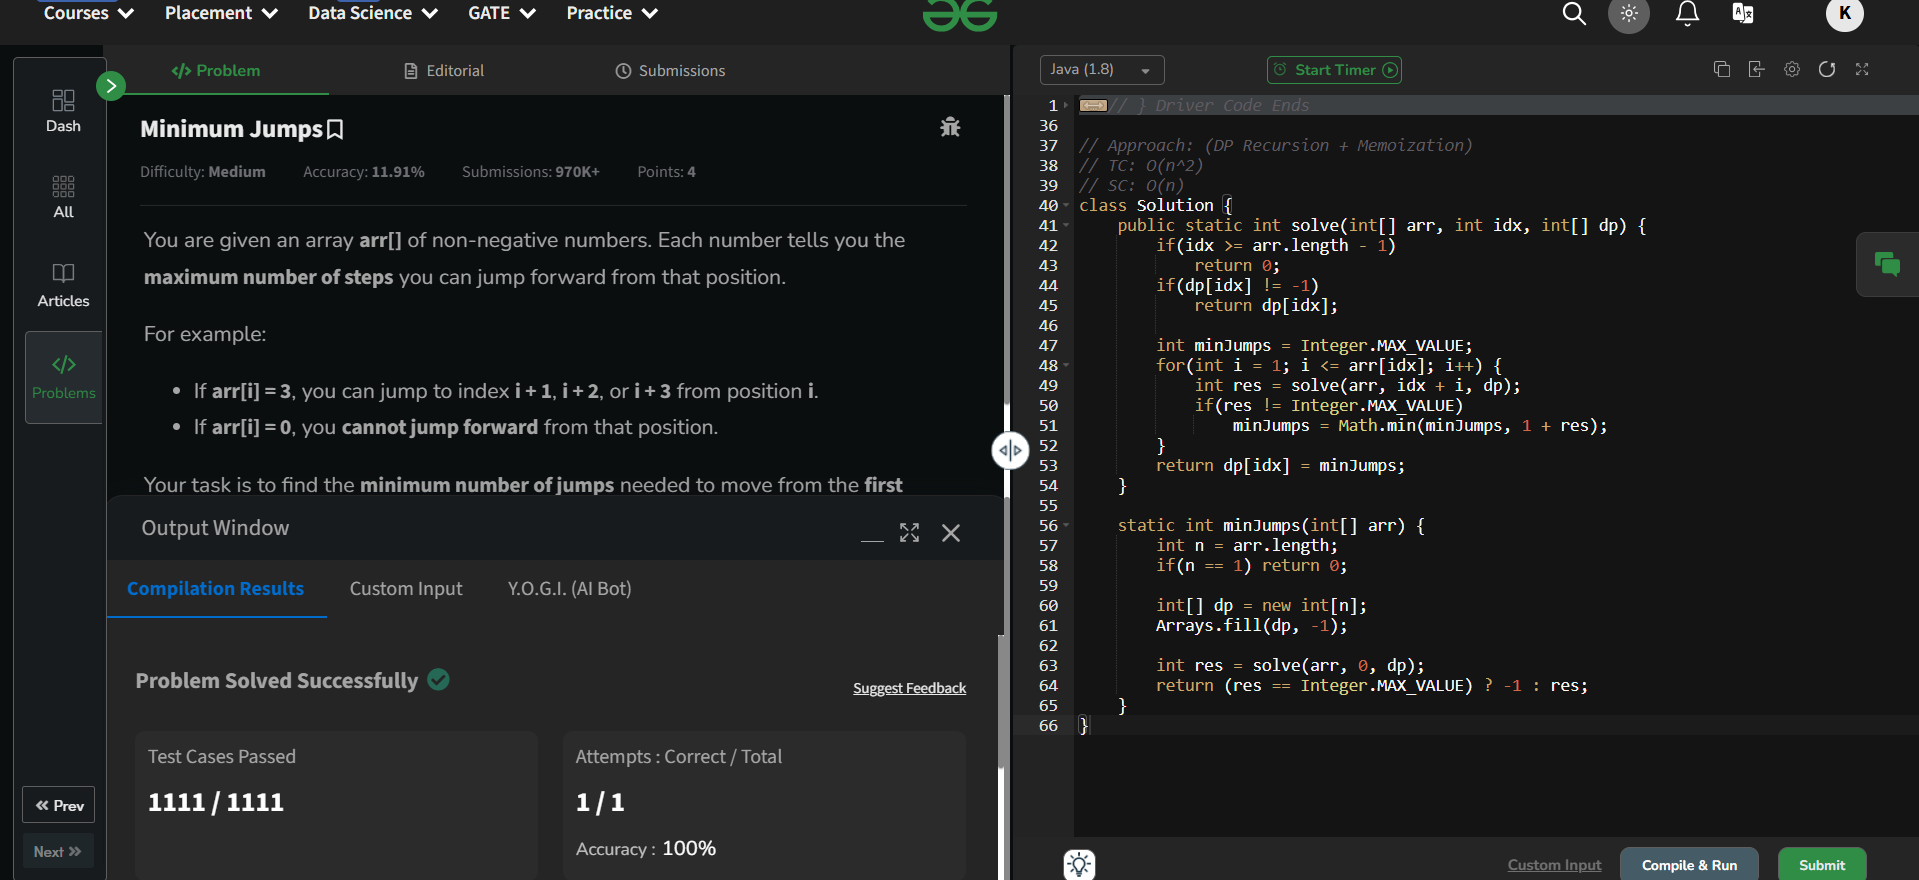 Courses
Placement
Data Science
GATE
Practice
K
Dash
All
Articles
Problems
Prev
Next
Problem
Editorial
Submissions
Minimum Jumps
Difficulty: Medium
Accuracy: 11.91%
Submissions: 970K+
Points: 4
You are given an array arr[] of non-negative numbers. Each number tells you the
maximum number of steps you can jump forward from that position.
For example:
• If arr[i] = 3, you can jump to index i + 1, i + 2, or i + 3 from position i.
• If arr[i] = 0, you cannot jump forward from that position.
Your task is to find the minimum number of jumps needed to move from the first
Output Window
Compilation Results
Custom Input
Y.O.G.I. (AI Bot)
Problem Solved Successfully
Suggest Feedback
Test Cases Passed
1111 / 1111
Attempts : Correct / Total
1 / 1
Accuracy : 100%
Java (1.8)
Start Timer
1 // } Driver Code Ends
36
37 // Approach: (DP Recursion + Memoization)
38 // TC: O(n^2)
39 // SC: O(n)
40 class Solution {
41     public static int solve(int[] arr, int idx, int[] dp) {
42         if(idx >= arr.length - 1)
43             return 0;
44         if(dp[idx] != -1)
45             return dp[idx];
46
47         int minJumps = Integer.MAX_VALUE;
48         for(int i = 1; i <= arr[idx]; i++) {
49             int res = solve(arr, idx + i, dp);
50             if(res != Integer.MAX_VALUE)
51                 minJumps = Math.min(minJumps, 1 + res);
52         }
53         return dp[idx] = minJumps;
54     }
55
56     static int minJumps(int[] arr) {
57         int n = arr.length;
58         if(n == 1) return 0;
59
60         int[] dp = new int[n];
61         Arrays.fill(dp, -1);
62
63         int res = solve(arr, 0, dp);
64         return (res == Integer.MAX_VALUE) ? -1 : res;
65     }
66 }
Custom Input
Compile & Run
Submit